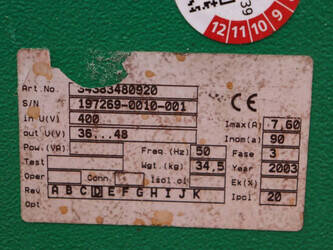 39
12 11 10 9
Art.No. 34383480920
S/N 197269-0010-001
in U(V) 400 Imax(A) 7,60
out U(V) 36...48 Inom(a) 90
Pow.(VA) Freq.(Hz) 50 Fase 3
Test Wgt.(kg) 34,5 Year 2003
Oper Conn. Isol.cl Ek(%)
Rev A B C D E F G H I J K Ipcl 20
Opt
CE